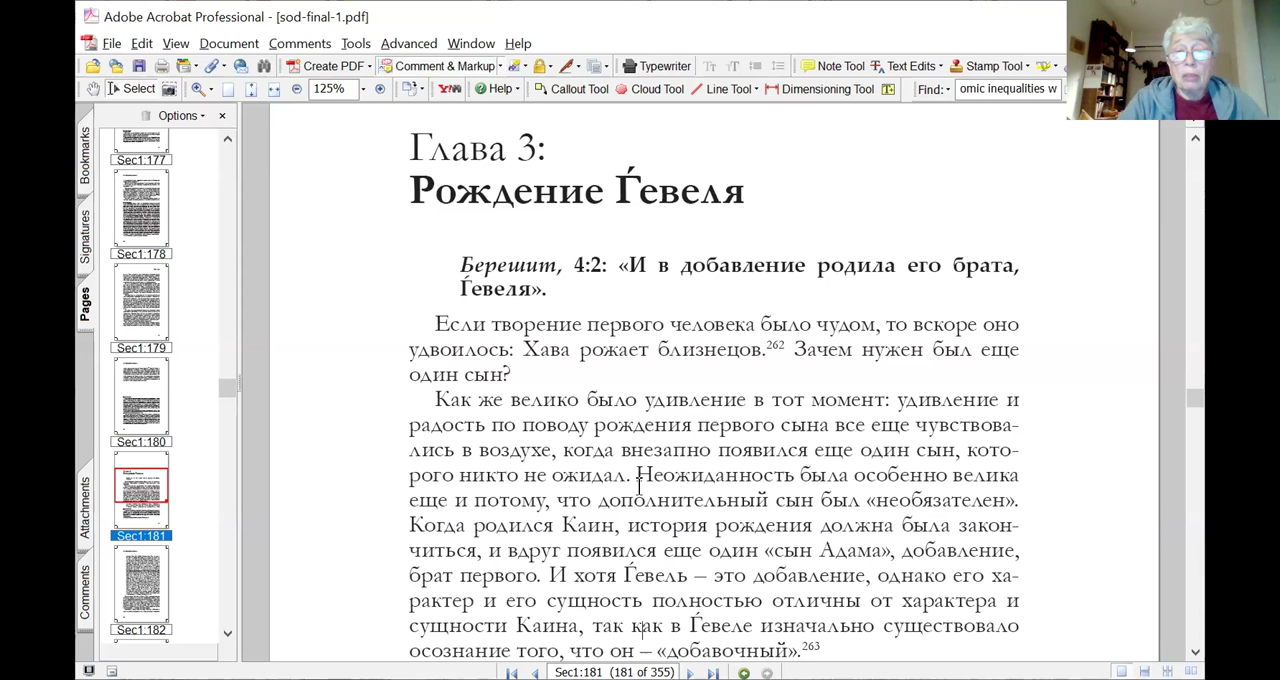 Adobe Acrobat Professional - [sod-final-1.pdf]
File Edit View Document Comments Tools Advanced Window Help
Create PDF Comment & Markup Typewriter Note Tool Text Edits Stamp Tool
Select 125% Y!
Help Callout Tool Cloud Tool Line Tool Dimensioning Tool Find: omic inequalities w
Options
Bookmarks
Signatures
Pages
Attachments
Comments
Sec1:177
Sec1:178
Sec1:179
Sec1:180
Sec1:181
Sec1:182
Глава 3:
Рождение Ѓевеля
Берешит, 4:2: «И в добавление родила его брата,
Ѓевеля».
Если творение первого человека было чудом, то вскоре оно
удвоилось: Хава рожает близнецов.262 Зачем нужен был еще
один сын?
Как же велико было удивление в тот момент: удивление и
радость по поводу рождения первого сына все еще чувствова-
лись в воздухе, когда внезапно появился еще один сын, кото-
рого никто не ожидал. Неожиданность была особенно велика
еще и потому, что дополнительный сын был «необязателен».
Когда родился Каин, история рождения должна была закон-
читься, и вдруг появился еще один «сын Адама», добавление,
брат первого. И хотя Ѓевель – это добавление, однако его ха-
рактер и его сущность полностью отличны от характера и
сущности Каина, так как в Ѓевеле изначально существовало
осознание того, что он – «добавочный».263
Sec1:181 (181 of 355)